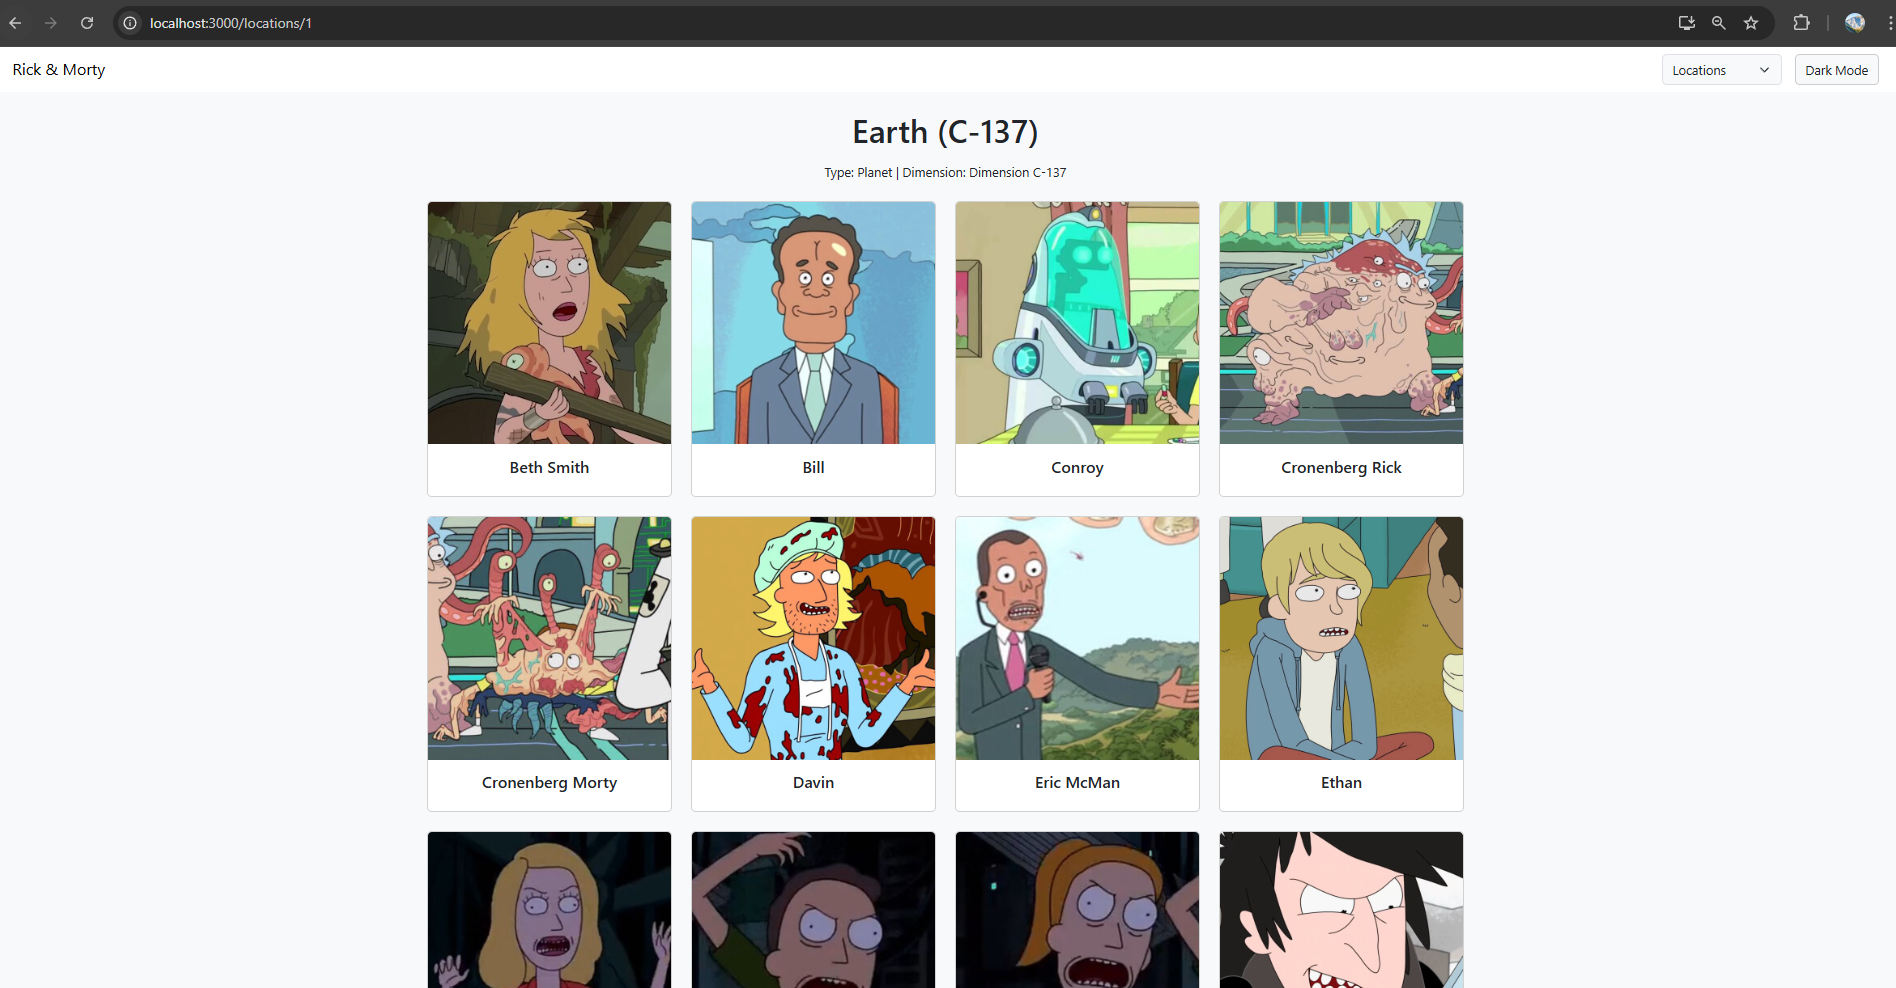 localhost:3000/locations/1
Rick & Morty
Locations
Dark Mode
Earth (C-137)
Type: Planet | Dimension: Dimension C-137
Beth Smith
Bill
Conroy
Cronenberg Rick
Cronenberg Morty
Davin
Eric McMan
Ethan